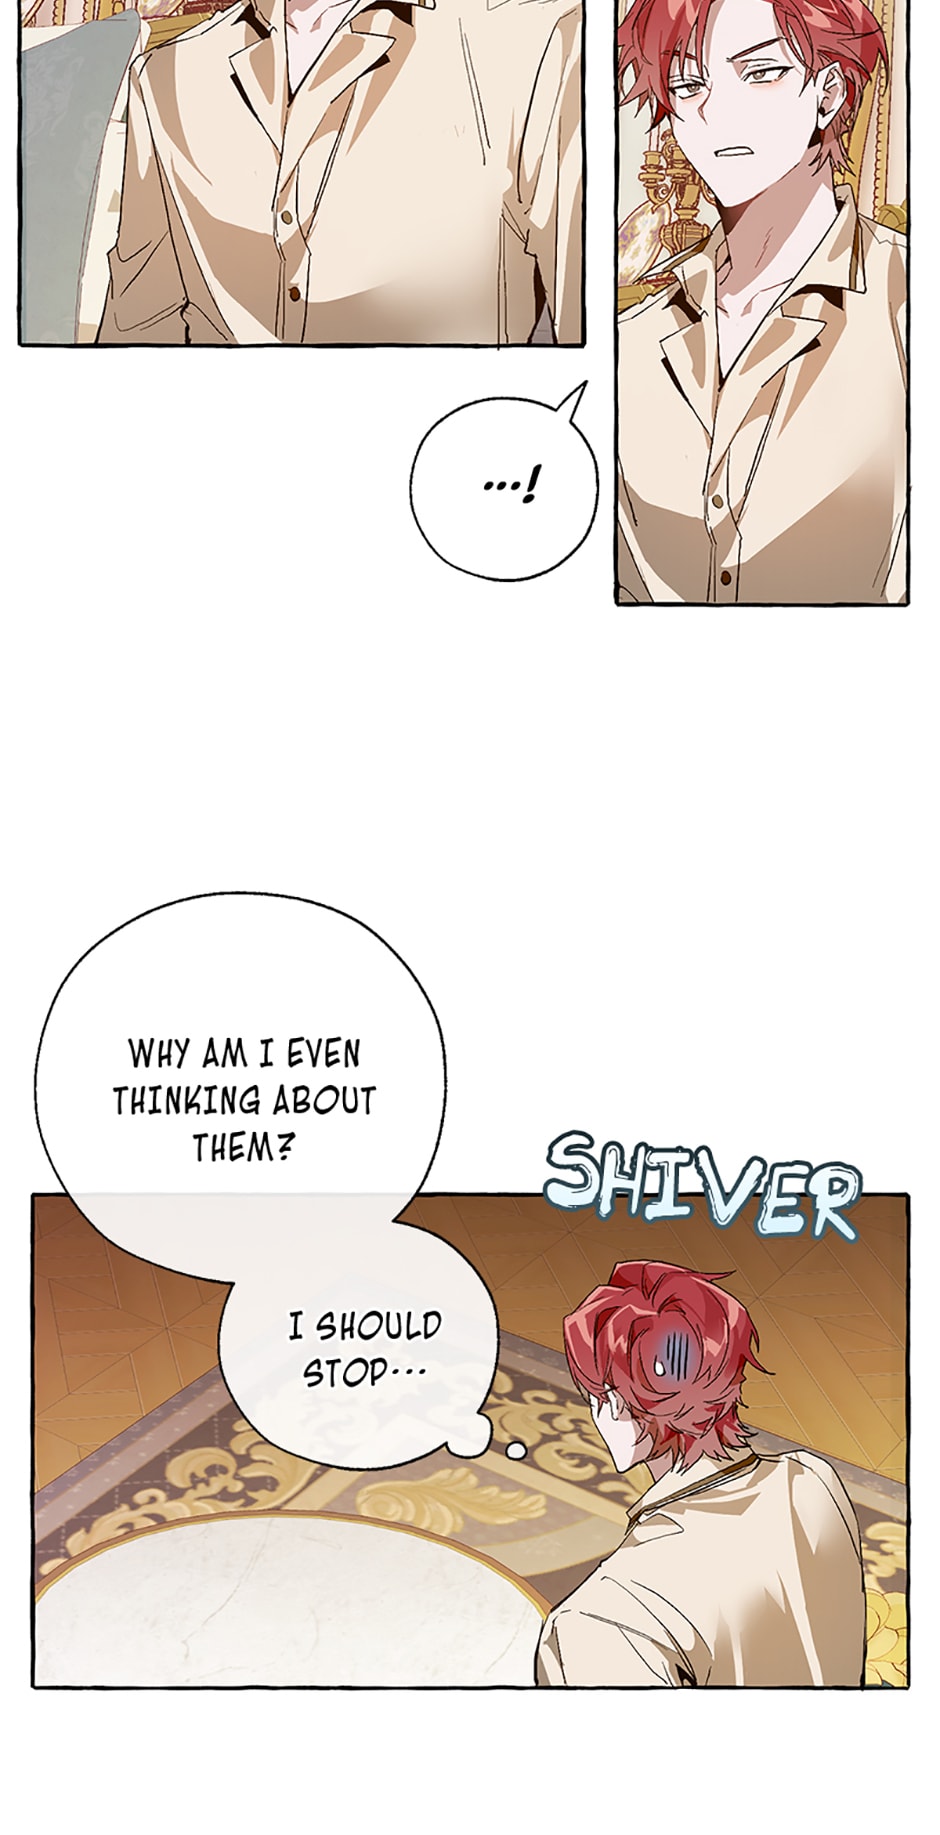 ...!
WHY AM I EVEN
THINKING ABOUT
THEM?
SHIVER
I SHOULD
STOP...